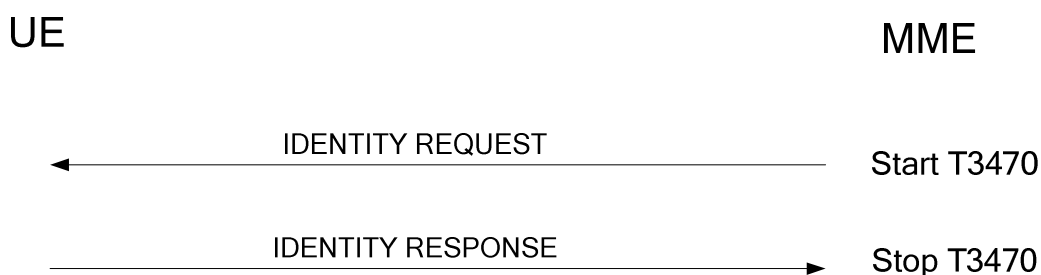 UE
MME
IDENTITY REQUEST
Start T3470
IDENTITY RESPONSE
Stop T3470